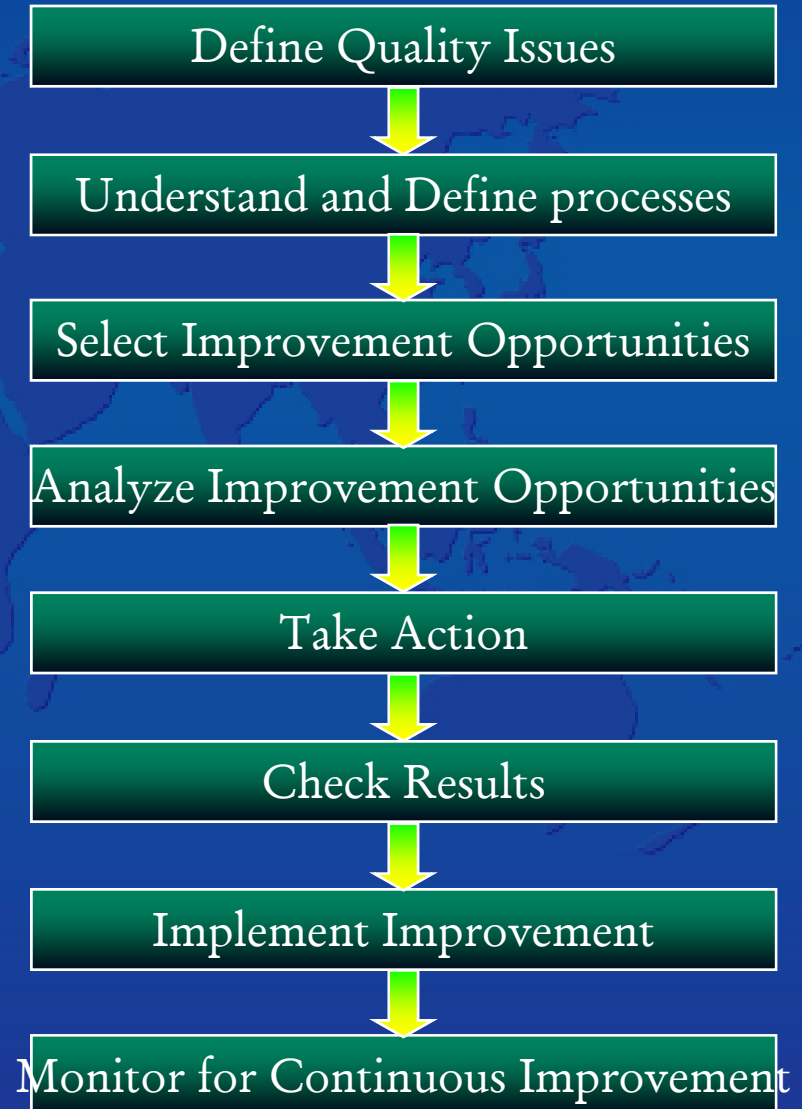 Define Quality Issues
Understand and Define processes
Select Improvement Opportunities
Analyze Improvement Opportunities
Take Action
Check Results
Implement Improvement
Monitor for Continuous Improvement